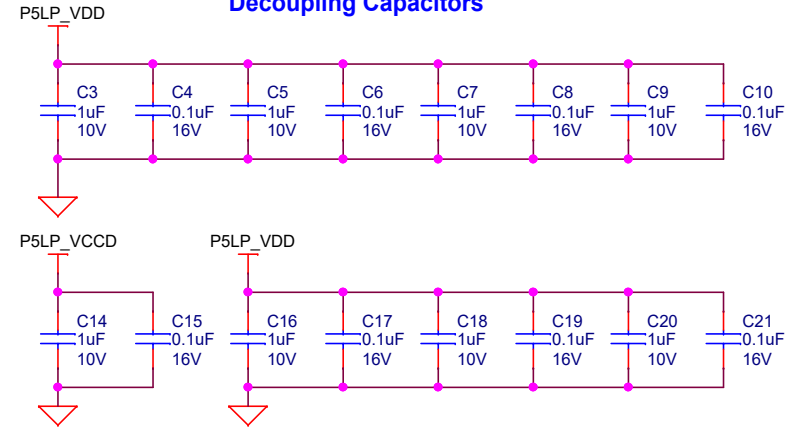 Decoupling Capacitors
P5LP_VDD
C3
1uF
10V
C4
0.1uF
16V
C5
1uF
10V
C6
0.1uF
16V
C7
1uF
10V
C8
0.1uF
16V
C9
1uF
10V
C10
0.1uF
16V
P5LP_VCCD
C14
1uF
10V
C15
0.1uF
16V
P5LP_VDD
C16
1uF
10V
C17
0.1uF
16V
C18
1uF
10V
C19
0.1uF
16V
C20
1uF
10V
C21
0.1uF
16V